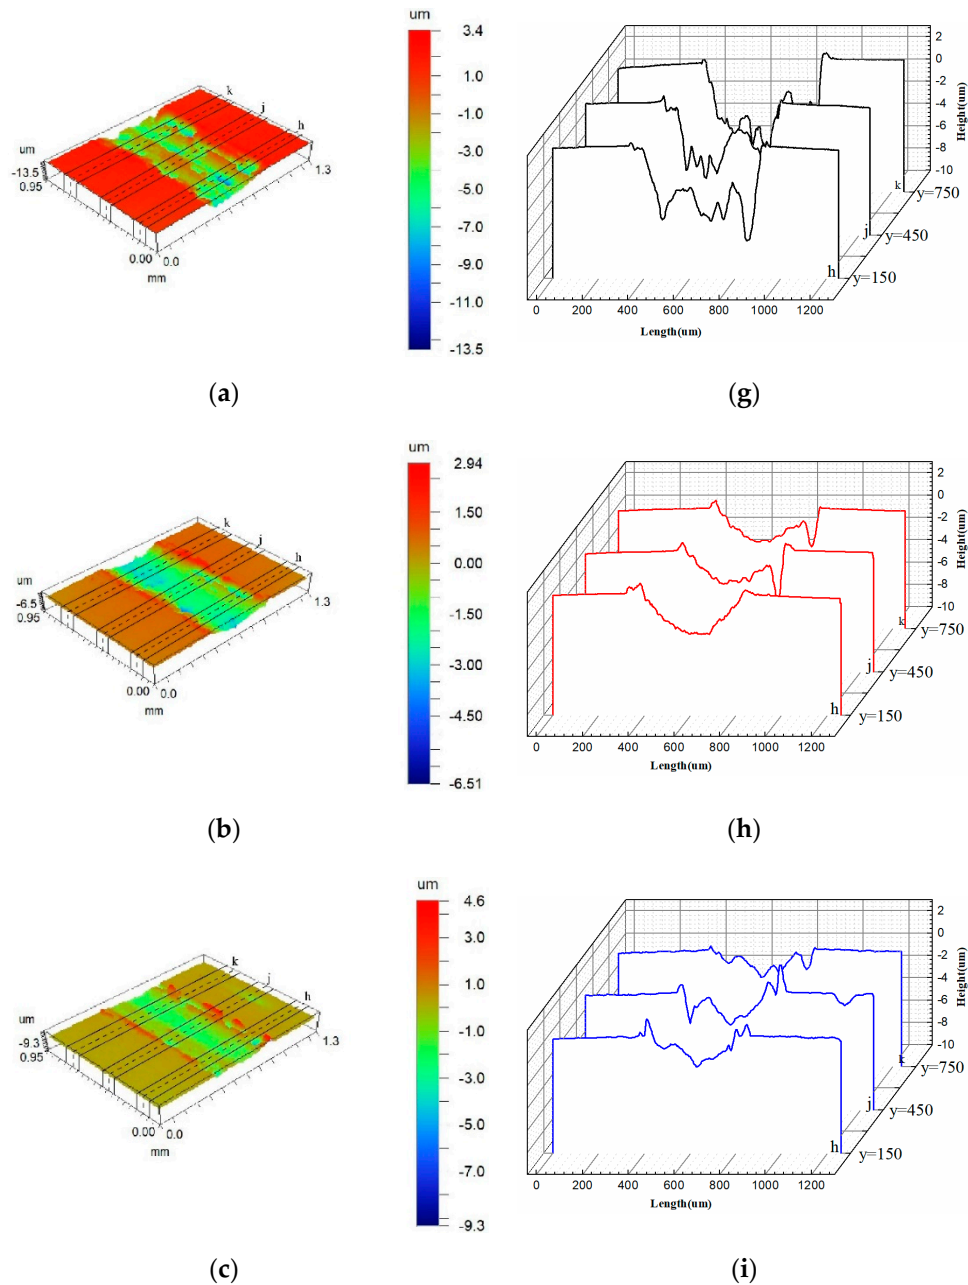 um
3.4
1.0
-1.0
-3.0
-5.0
-7.0
-9.0
-11.0
-13.5
um
-13.5
0.95
k
j
h
1.3
0.00
0.0
mm
(a)
2
0
-2
-4
-6
-8
-10
Height(um)
k
y=750
j
y=450
h
y=150
0 200 400 600 800 1000 1200
Length(um)
(g)
um
2.94
1.50
0.00
-1.50
-3.00
-4.50
-6.51
um
-6.5
0.95
k
j
h
1.3
0.00
0.0
mm
(b)
2
0
-2
-4
-6
-8
-10
Height(um)
k
y=750
j
y=450
h
y=150
0 200 400 600 800 1000 1200
Length(um)
(h)
um
4.6
3.0
1.0
-1.0
-3.0
-5.0
-7.0
-9.3
um
-9.3
0.95
k
j
h
1.3
0.00
0.0
mm
(c)
2
0
-2
-4
-6
-8
-10
Height(um)
k
y=750
j
y=450
h
y=150
0 200 400 600 800 1000 1200
Length(um)
(i)